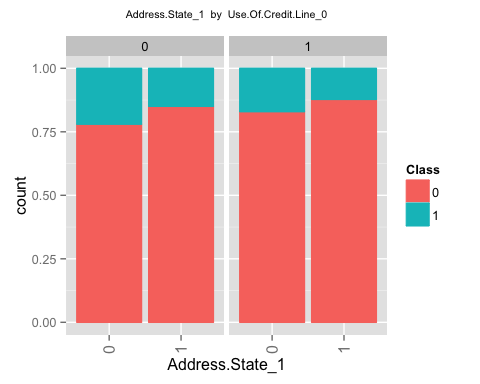 Address.State_1 by Use.Of.Credit.Line_0
0 1
1.00
0.75
0.50
0.25
0.00
count
0 1 0 1
Address.State_1
Class
0
1